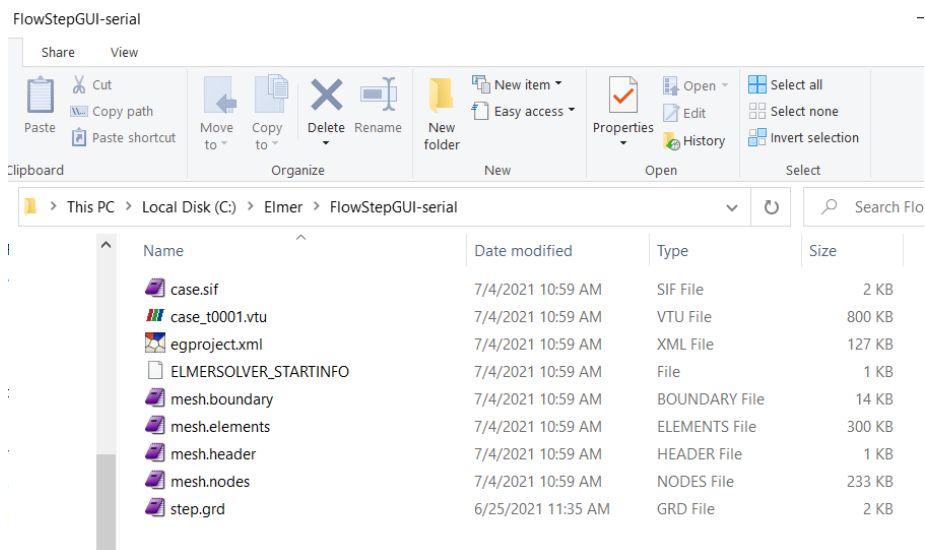 FlowStepGUI-serial
Share View
Cut
Copy path
Paste shortcut
Paste
Move to
Copy to
Delete
Rename
New folder
New item
Easy access
Properties
Open
Edit
History
Select all
Select none
Invert selection
Clipboard Organize New Open Select
This PC > Local Disk (C:) > Elmer > FlowStepGUI-serial Search Flo
Name Date modified Type Size
case.sif 7/4/2021 10:59 AM SIF File 2 KB
case_t0001.vtu 7/4/2021 10:59 AM VTU File 800 KB
egproject.xml 7/4/2021 10:59 AM XML File 127 KB
ELMERSOLVER_STARTINFO 7/4/2021 10:59 AM File 1 KB
mesh.boundary 7/4/2021 10:59 AM BOUNDARY File 14 KB
mesh.elements 7/4/2021 10:59 AM ELEMENTS File 300 KB
mesh.header 7/4/2021 10:59 AM HEADER File 1 KB
mesh.nodes 7/4/2021 10:59 AM NODES File 233 KB
step.grd 6/25/2021 11:35 AM GRD File 2 KB